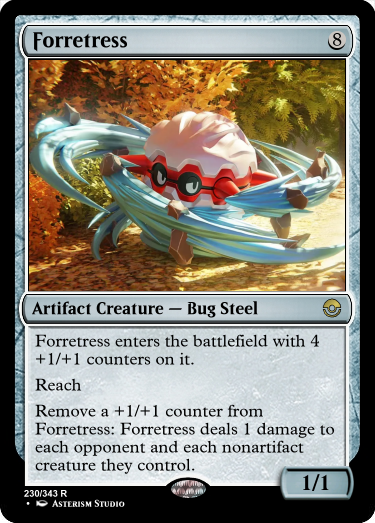 Forretress 8
Artifact Creature — Bug Steel
Forretress enters the battlefield with 4
+1/+1 counters on it.
Reach
Remove a +1/+1 counter from
Forretress: Forretress deals 1 damage to
each opponent and each nonartifact
creature they control.
1/1
230/343 R
• Asterism Studio